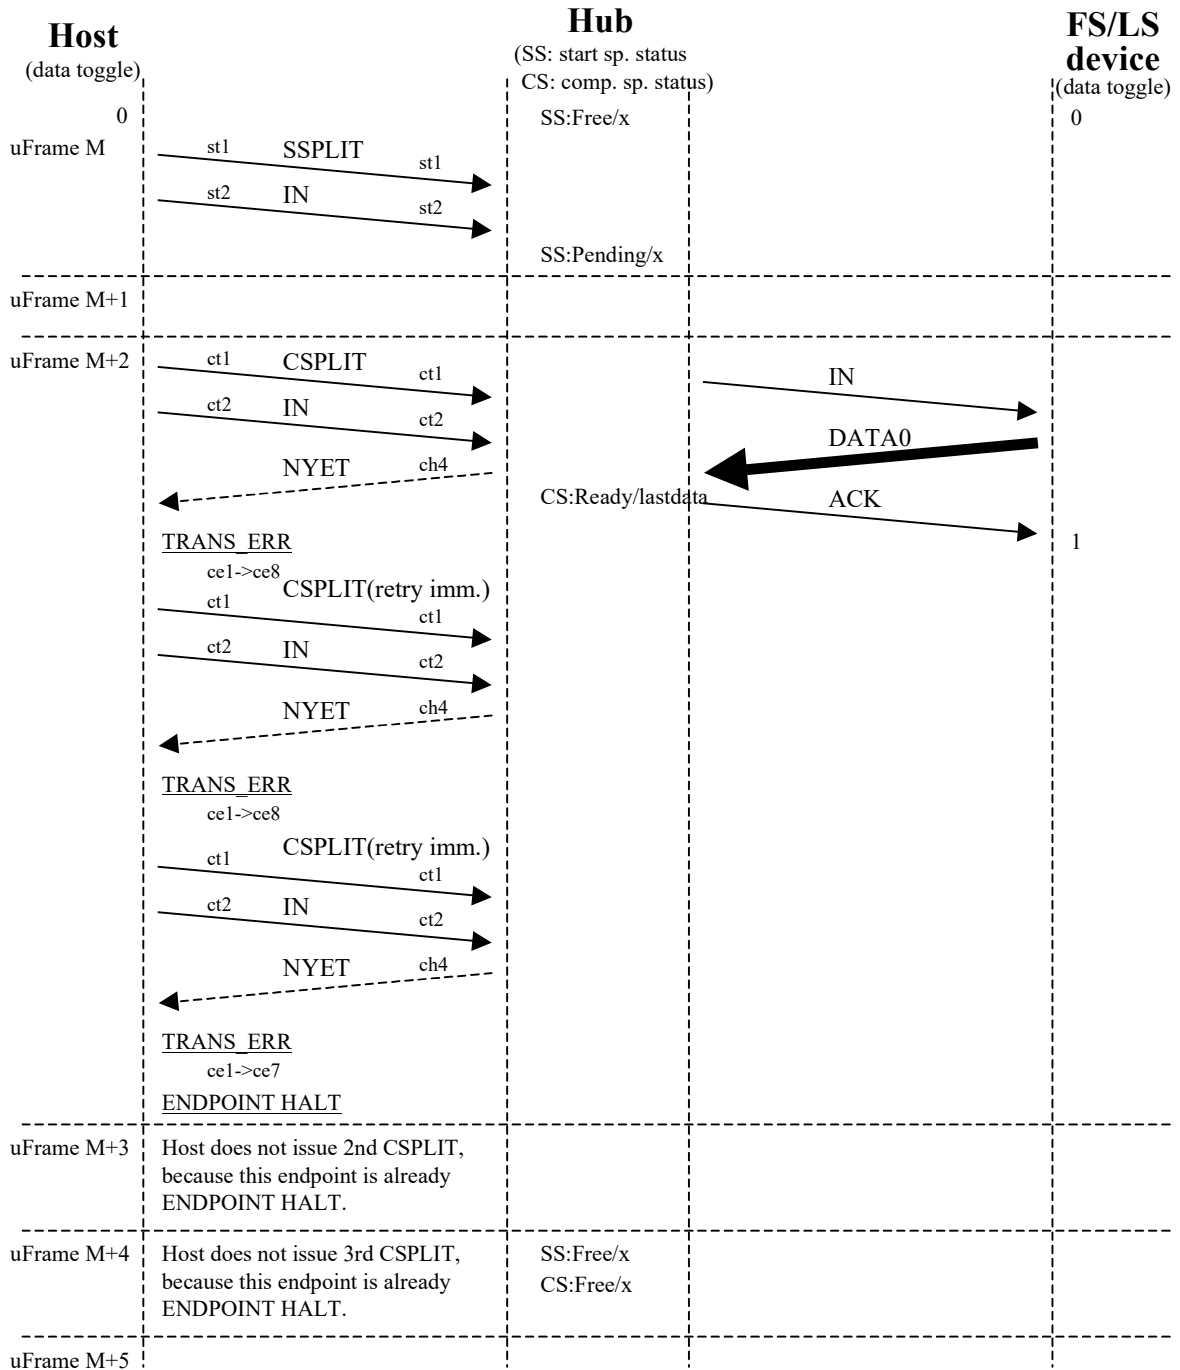 Host
(data toggle)
Hub
(SS: start sp. status
CS: comp. sp. status)
FS/LS
device
(data toggle)
0
SS:Free/x
0
uFrame M
st1
SSPLIT
st1
st2
IN
st2
SS:Pending/x
uFrame M+1
uFrame M+2
ct1
CSPLIT
ct1
IN
ct2
IN
ct2
DATA0
NYET
ch4
CS:Ready/lastdata
ACK
TRANS_ERR
1
ce1->ce8
CSPLIT(retry imm.)
ct1
ct1
ct2
IN
ct2
NYET
ch4
TRANS_ERR
ce1->ce8
CSPLIT(retry imm.)
ct1
ct1
ct2
IN
ct2
NYET
ch4
TRANS_ERR
ce1->ce7
ENDPOINT HALT
uFrame M+3
Host does not issue 2nd CSPLIT,
because this endpoint is already
ENDPOINT HALT.
uFrame M+4
Host does not issue 3rd CSPLIT,
because this endpoint is already
ENDPOINT HALT.
SS:Free/x
CS:Free/x
uFrame M+5